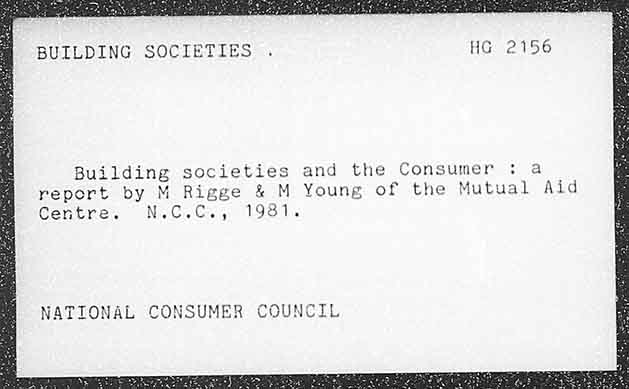 BUILDING SOCIETIES . HG 2156
Building societies and the Consumer : a
report by M Rigge & M Young of the Mutual Aid
Centre. N.C.C., 1981.
NATIONAL CONSUMER COUNCIL